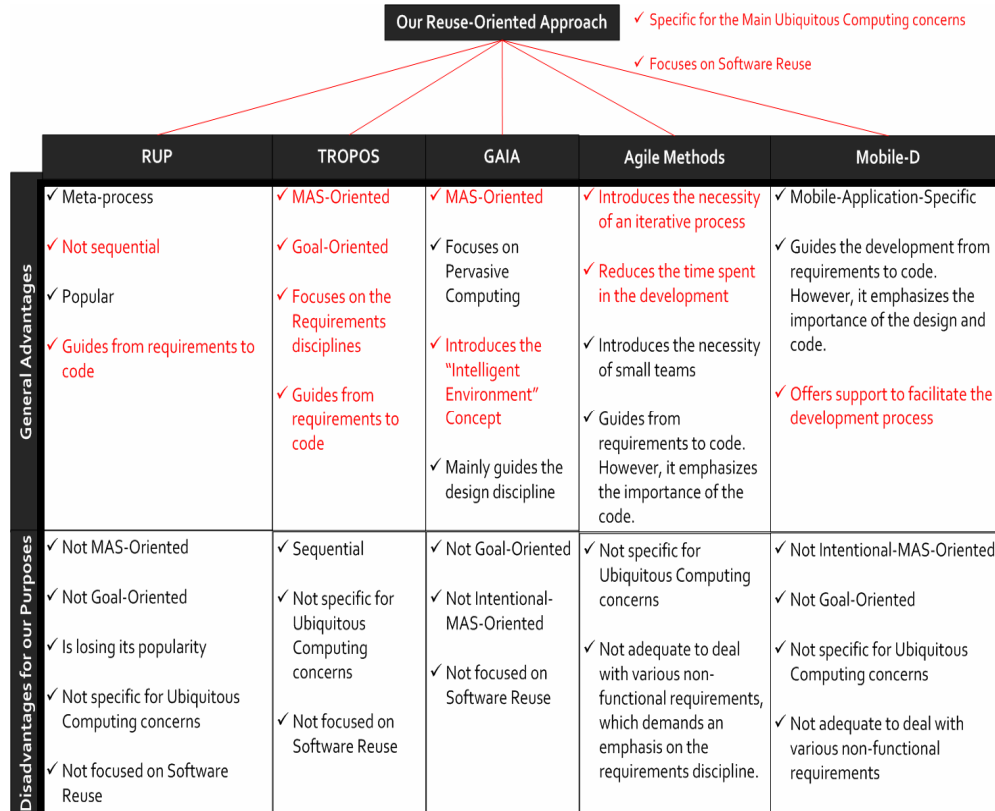 Our Reuse-Oriented Approach
✓ Specific for the Main Ubiquitous Computing concerns
✓ Focuses on Software Reuse
RUP
TROPOS
GAIA
Agile Methods
Mobile-D
General Advantages
✓ Meta-process
✓ Not sequential
✓ Popular
✓ Guides from requirements to
code
✓ MAS-Oriented
✓ Goal-Oriented
✓ Focuses on the
Requirements
disciplines
✓ Guides from
requirements to
code
✓ MAS-Oriented
✓ Focuses on
Pervasive
Computing
✓ Introduces the
"Intelligent
Environment"
Concept
✓ Mainly guides the
design discipline
✓ Introduces the necessity
of an iterative process
✓ Reduces the time spent
in the development
✓ Introduces the necessity
of small teams
✓ Guides from
requirements to code.
However, it emphasizes
the importance of the
code.
✓ Mobile-Application-Specific
✓ Guides the development from
requirements to code.
However, it emphasizes the
importance of the design and
code.
✓ Offers support to facilitate the
development process
Disadvantages for our Purposes
✓ Not MAS-Oriented
✓ Not Goal-Oriented
✓ Is losing its popularity
✓ Not specific for Ubiquitous
Computing concerns
✓ Not focused on Software
Reuse
✓ Sequential
✓ Not specific for
Ubiquitous
Computing
concerns
✓ Not focused on
Software Reuse
✓ Not Goal-Oriented
✓ Not Intentional-
MAS-Oriented
✓ Not focused on
Software Reuse
✓ Not specific for
Ubiquitous Computing
concerns
✓ Not adequate to deal
with various non-
functional requirements,
which demands an
emphasis on the
requirements discipline.
✓ Not Intentional-MAS-Oriented
✓ Not Goal-Oriented
✓ Not specific for Ubiquitous
Computing concerns
✓ Not adequate to deal with
various non-functional
requirements